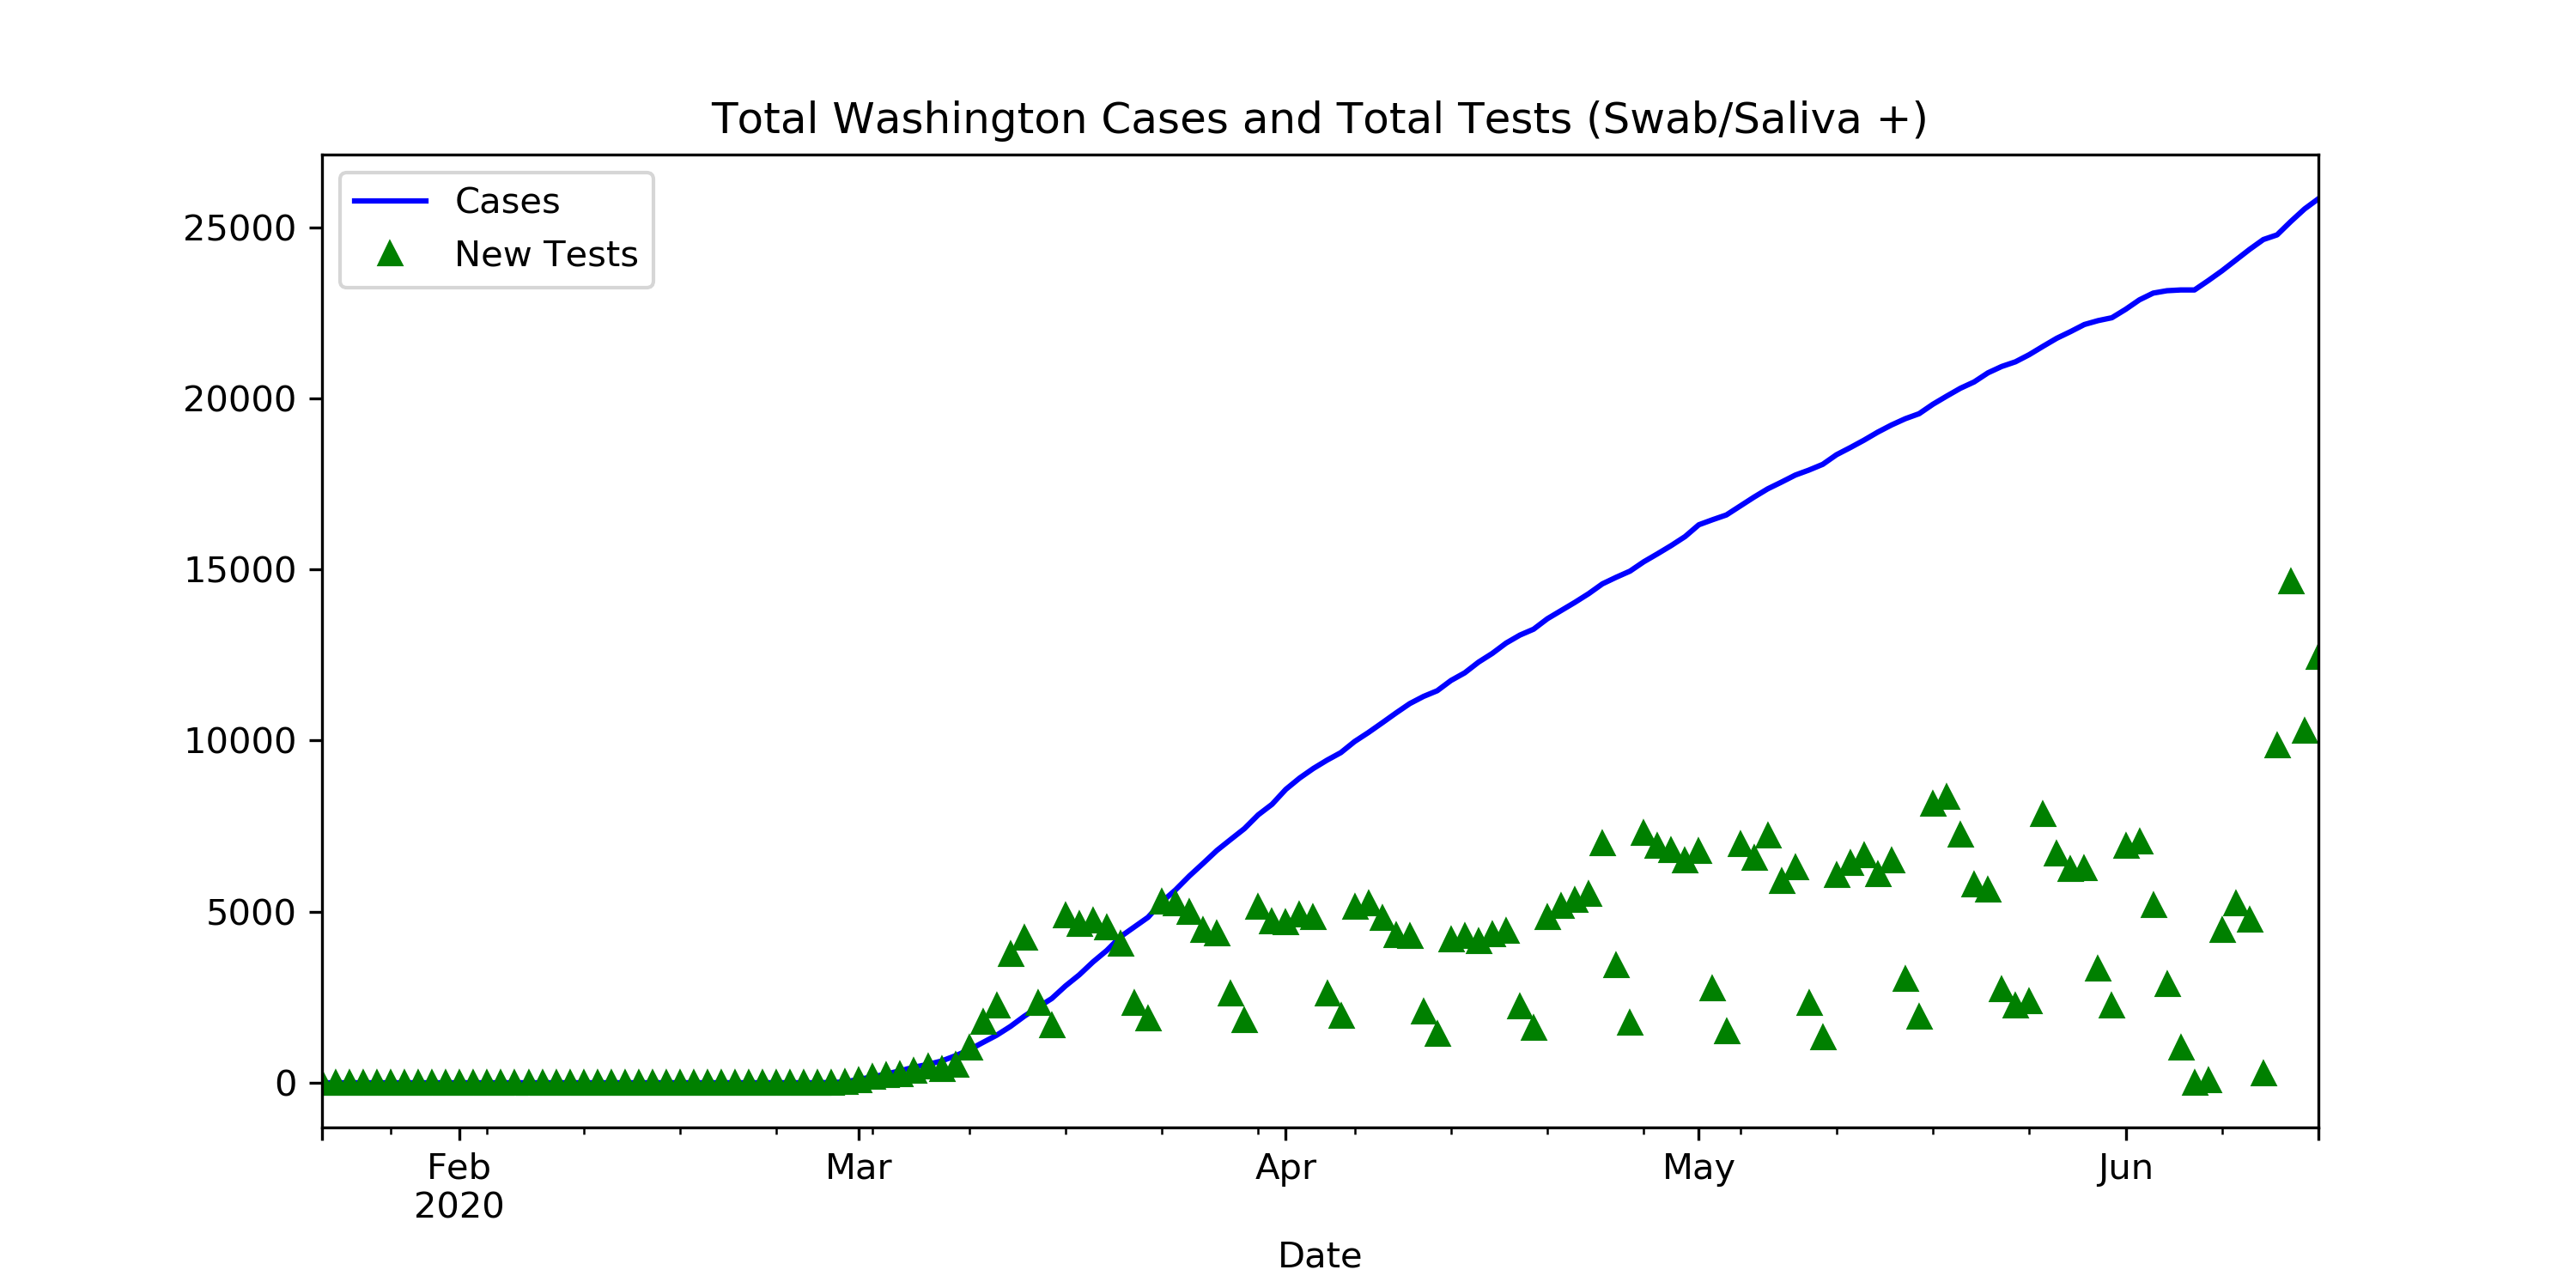 Total Washington Cases and Total Tests (Swab/Saliva +)
Cases
New Tests
25000
20000
15000
10000
5000
0
Feb
2020
Mar
Apr
May
Jun
Date